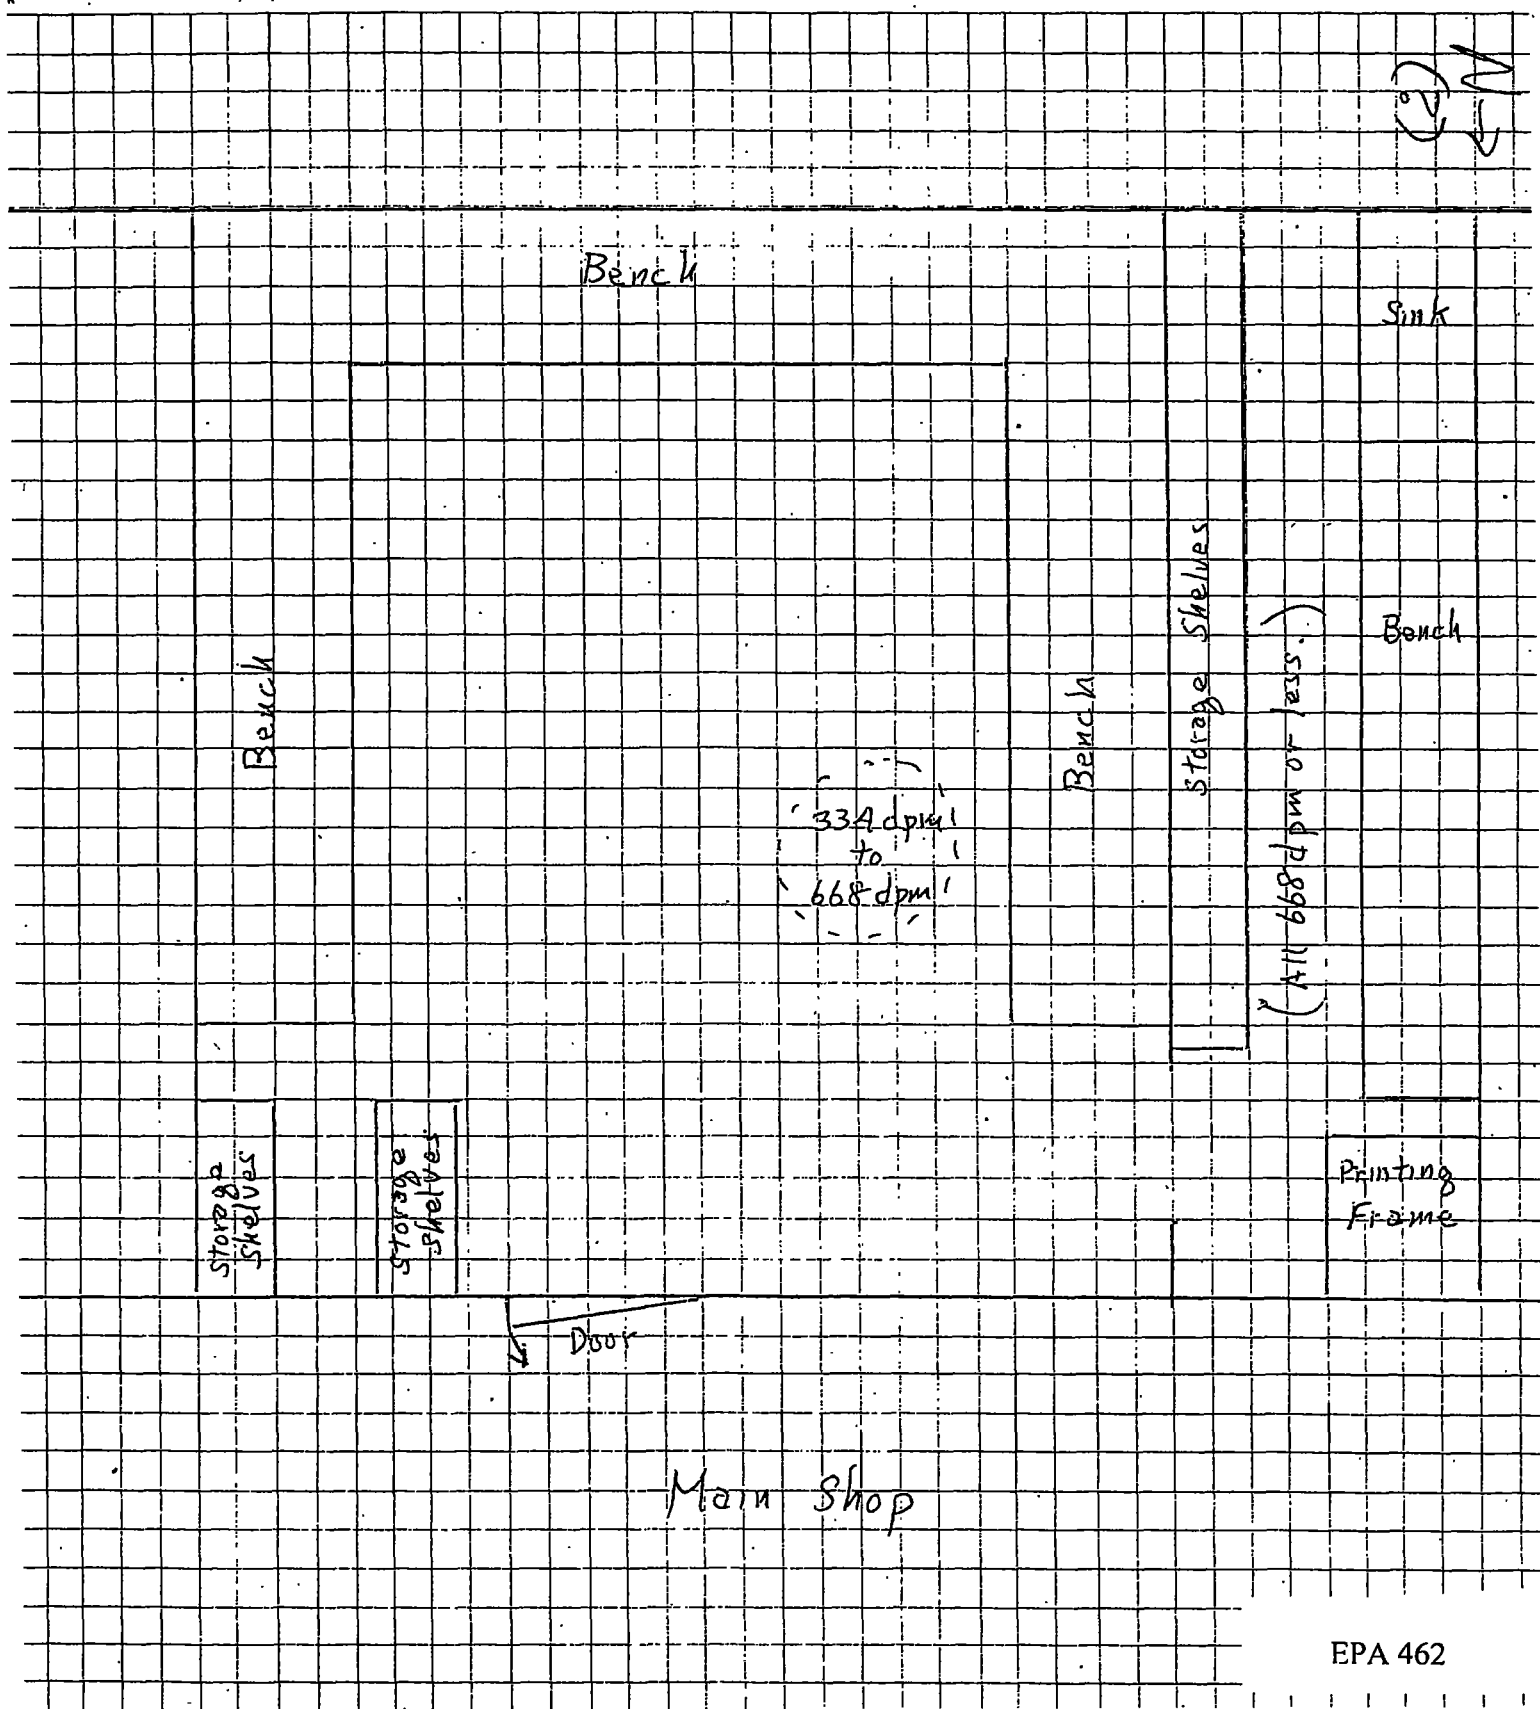 (2)
N
Bench
Sink
Bench
Bench
Storage Shelves
(All 668 dpm or less.)
Bench
334 dpm
to
668 dpm
Storage
Shelves
Storage
Shelves
Printing
Frame
Door
Main Shop
EPA 462